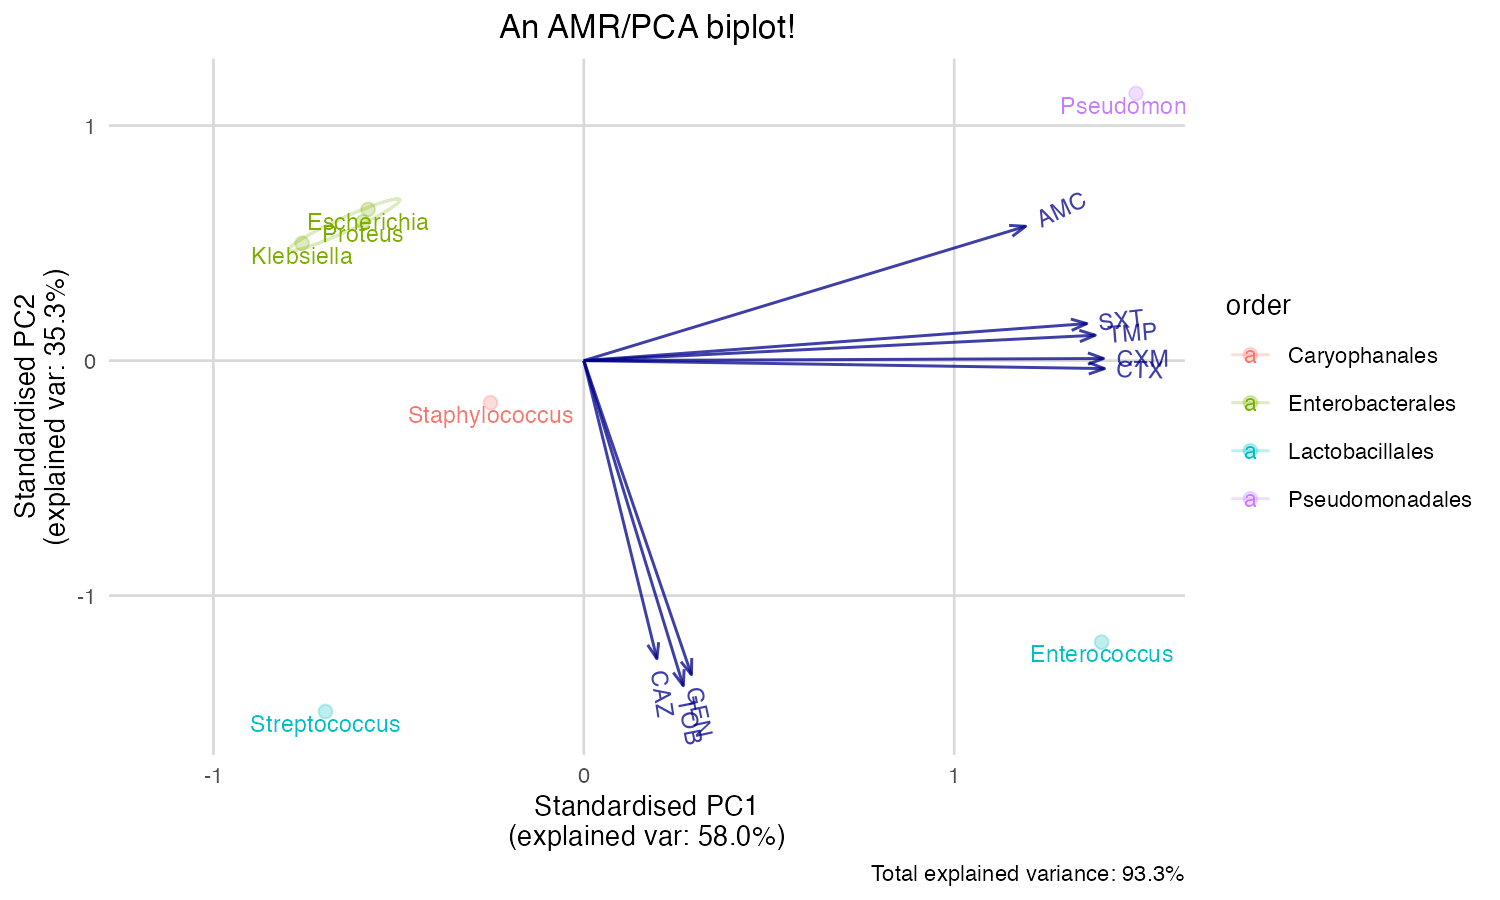 An AMR/PCA biplot!
Pseudomon
1
AMC
Escherichia
Proteus
Klebsiella
SXT
TMP
CXM
CTX
0
Staphylococcus
-1
Enterococcus
CAZ
GEN
TOB
Streptococcus
-1
0
1
Standardised PC1
(explained var: 58.0%)
Standardised PC2
(explained var: 35.3%)
order
a Caryophanales
a Enterobacterales
a Lactobacillales
a Pseudomonadales
Total explained variance: 93.3%